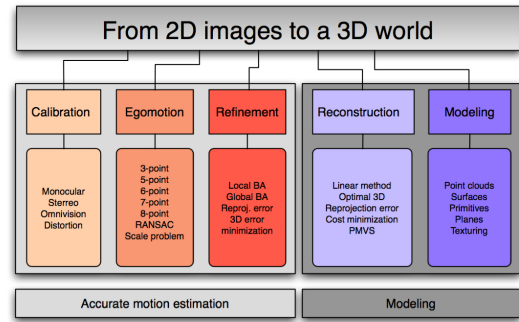 From 2D images to a 3D world
Calibration
Egomotion
Refinement
Reconstruction
Modeling
Monocular
Sterreo
Omnivision
Distortion
3-point
5-point
6-point
7-point
8-point
RANSAC
Scale problem
Local BA
Global BA
Reproj. error
3D error
minimization
Linear method
Optimal 3D
Reprojection error
Cost minimization
PMVS
Point clouds
Surfaces
Primitives
Planes
Texturing
Accurate motion estimation
Modeling